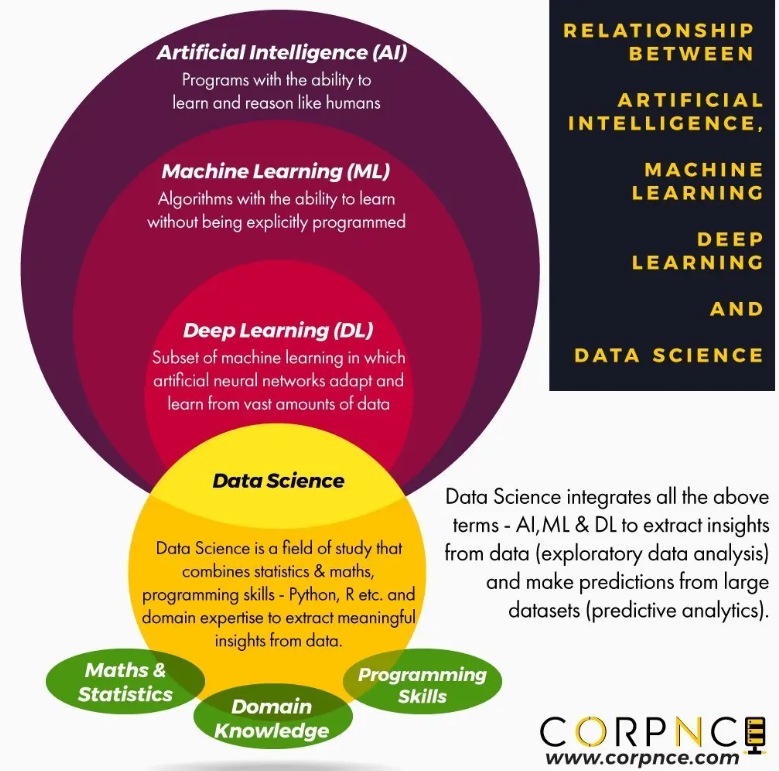 Artificial Intelligence (AI)
Programs with the ability to
learn and reason like humans
Machine Learning (ML)
Algorithms with the ability to learn
without being explicitly programmed
Deep Learning (DL)
Subset of machine learning in which
artificial neural networks adapt and
learn from vast amounts of data
Data Science
Data Science is a field of study that
combines statistics & maths,
programming skills - Python, R etc. and
domain expertise to extract meaningful
insights from data.
Maths &
Statistics
Domain
Knowledge
Programming
Skills
RELATIONSHIP
BETWEEN
ARTIFICIAL
INTELLIGENCE,
MACHINE
LEARNING
DEEP
LEARNING
AND
DATA SCIENCE
Data Science integrates all the above
terms - AI,ML & DL to extract insights
from data (exploratory data analysis)
and make predictions from large
datasets (predictive analytics).
CORPNCE
www.corpnce.com